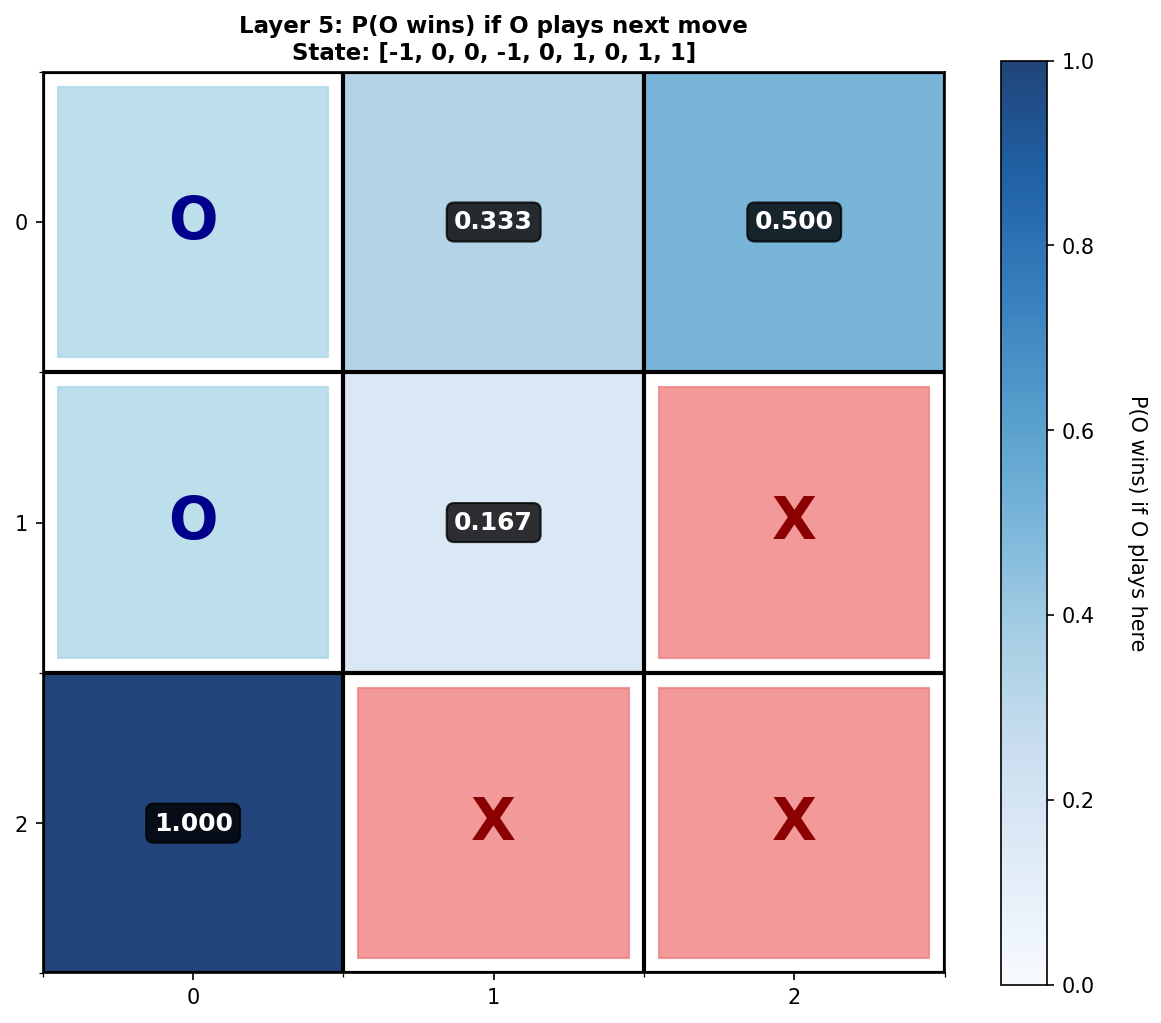 Layer 5: P(O wins) if O plays next move
State: [-1, 0, 0, -1, 0, 1, 0, 1, 1]
0
O
0.333
0.500
1
O
0.167
X
2
1.000
X
X
0
1
2
1.0
0.8
0.6
0.4
0.2
0.0
P(O wins) if O plays here